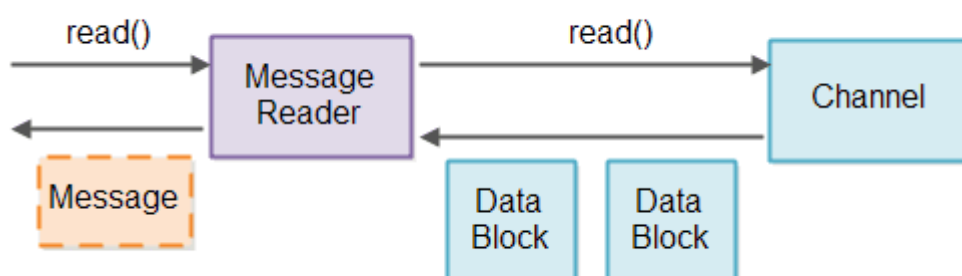 read()
read()
Message
Reader
Channel
Message
Data
Block
Data
Block